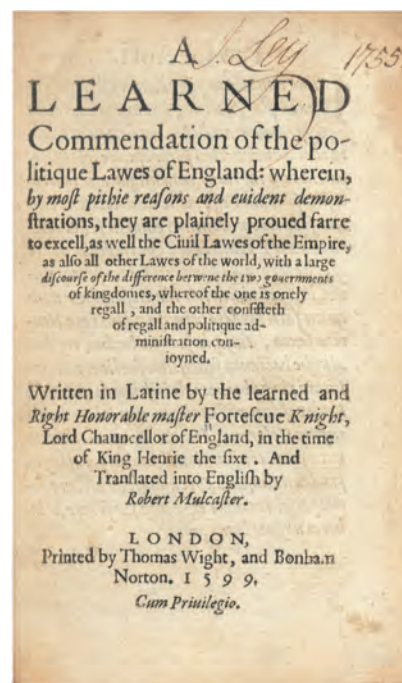 A J. Ley 1755
LEARNED
Commendation of the po-
litique Lawes of England: wherein,
by most pithie reasons and euident demon-
strations, they are plainely proued farre
to excell, as well the Ciuil Lawes of the Empire,
as also all other Lawes of the world, with a large
discourse of the difference betwene the two gouernments
of kingdomes, whereof the one is onely
regall, and the other consisteth
of regall and politique ad-
ministration con-
ioyned.
Written in Latine by the learned and
Right Honorable master Fortescue Knight,
Lord Chauncellor of England, in the time
of King Henrie the sixt. And
Translated into English by
Robert Mulcaster.
LONDON,
Printed by Thomas Wight, and Bonham
Norton. 1599.
Cum Priuilegio.